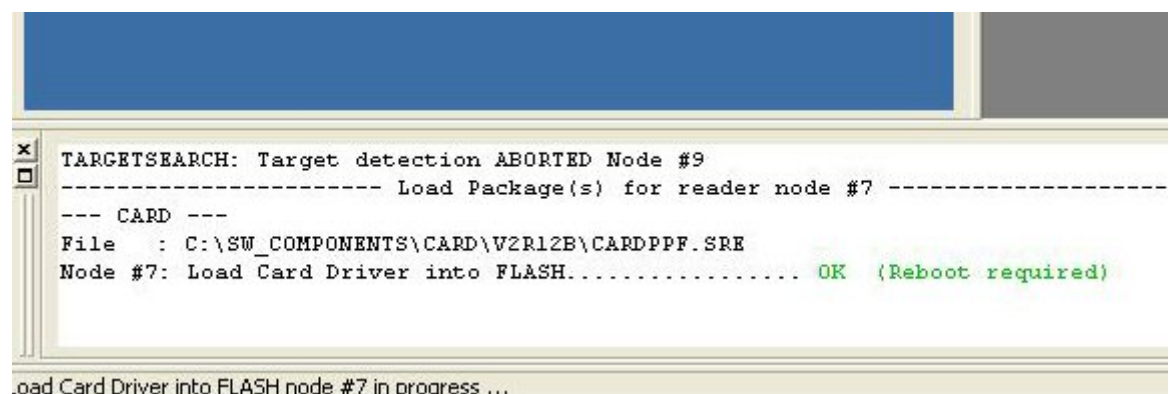 TARGETSEARCH: Target detection ABORTED Node #9
----------------------- Load Package(s) for reader node #7 --------------------
--- CARD ---
File   : C:\SW_COMPONENTS\CARD\V2R12B\CARDPPF.SRE
Node #7: Load Card Driver into FLASH................. OK  (Reboot required)
Load Card Driver into FLASH node #7 in progress ...